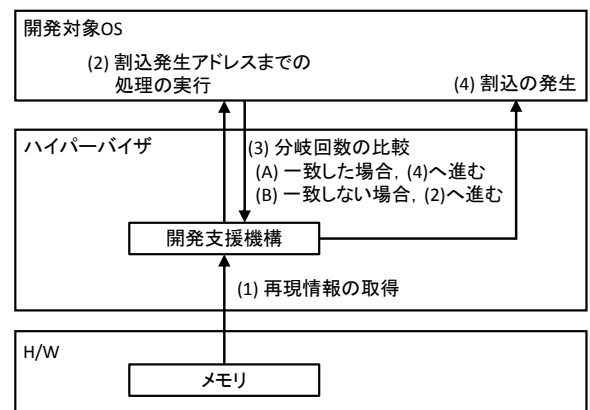 開発対象OS
(2) 割込発生アドレスまでの
処理の実行
(4) 割込の発生
ハイパーバイザ
(3) 分岐回数の比較
(A) 一致した場合, (4)へ進む
(B) 一致しない場合, (2)へ進む
開発支援機構
(1) 再現情報の取得
H/W
メモリ